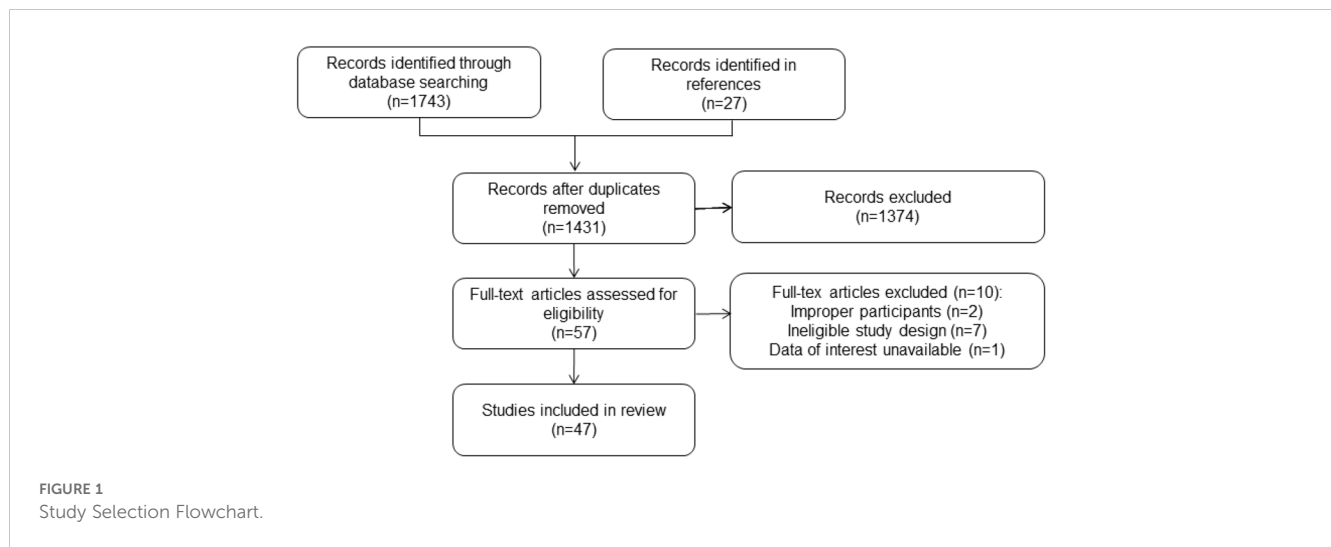 Records identified through
database searching
(n=1743)
Records identified in
references
(n=27)
Records after duplicates
removed
(n=1431)
Records excluded
(n=1374)
Full-text articles assessed for
eligibility
(n=57)
Full-tex articles excluded (n=10):
Improper participants (n=2)
Ineligible study design (n=7)
Data of interest unavailable (n=1)
Studies included in review
(n=47)
FIGURE 1
Study Selection Flowchart.